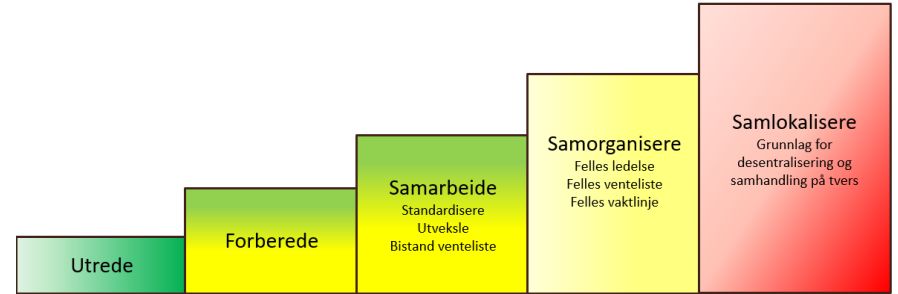 Utrede
Forberede
Samarbeide
Standardisere
Utveksle
Bistand venteliste
Samorganisere
Felles ledelse
Felles venteliste
Felles vaktlinje
Samlokalisere
Grunnlag for
desentralisering og
samhandling på tvers